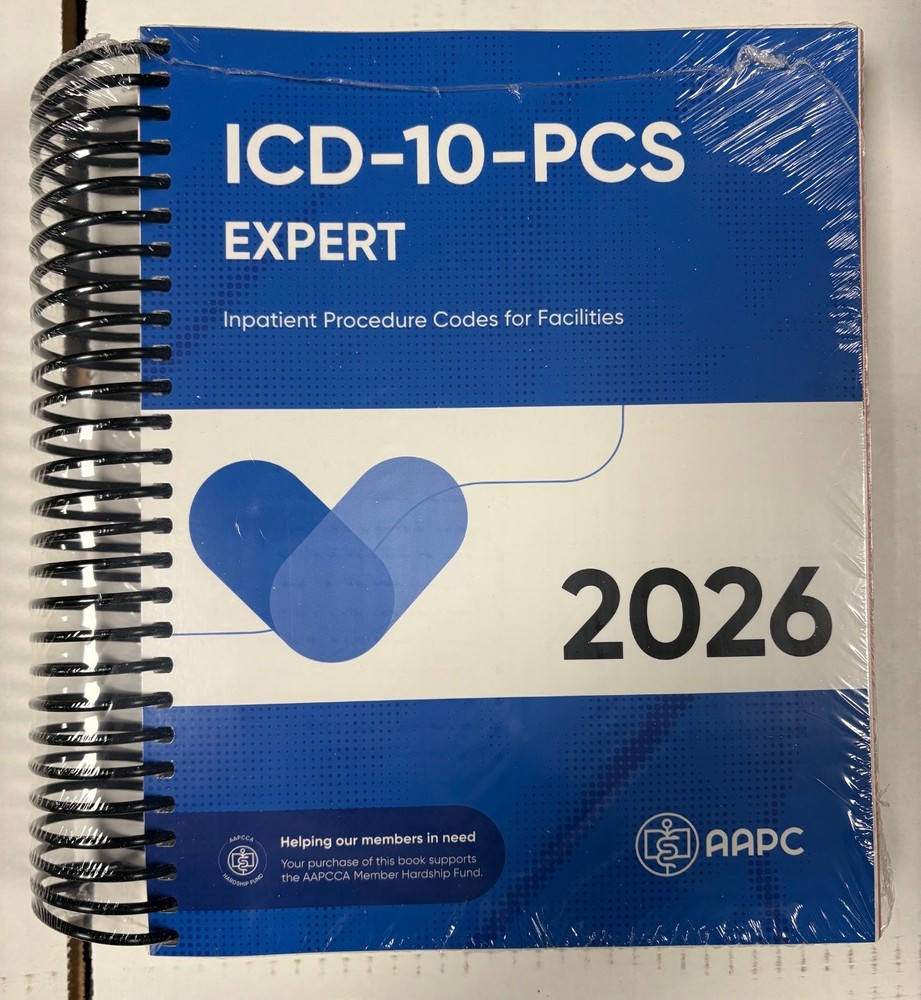 ICD-10-PCS
EXPERT
Inpatient Procedure Codes for Facilities
2026
AAPCCA
HARDSHIP FUND
Helping our members in need
Your purchase of this book supports
the AAPCCA Member Hardship Fund.
AAPC